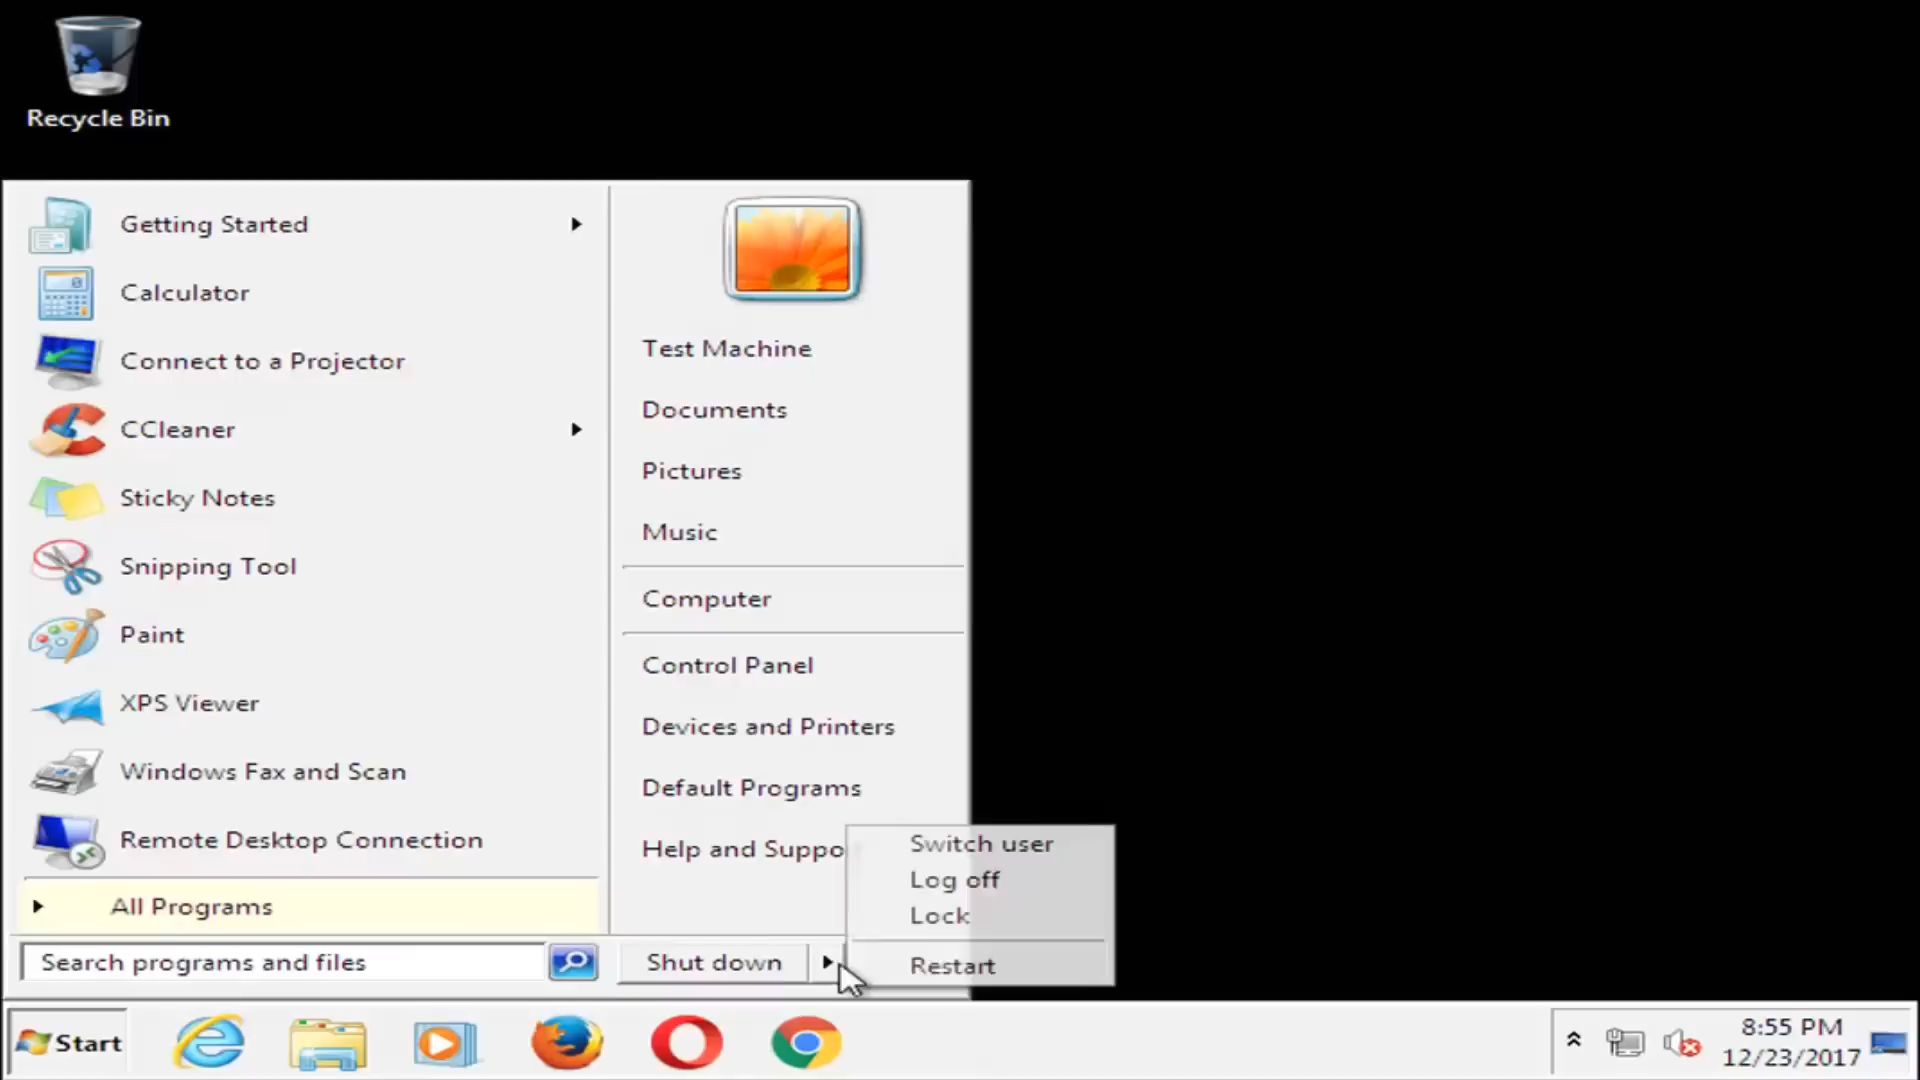 Recycle Bin
Getting Started
Calculator
Connect to a Projector
CCleaner
Sticky Notes
Snipping Tool
Paint
XPS Viewer
Windows Fax and Scan
Remote Desktop Connection
All Programs
Search programs and files
Test Machine
Documents
Pictures
Music
Computer
Control Panel
Devices and Printers
Default Programs
Help and Suppo
Shut down
Switch user
Log off
Lock
Restart
Start
8:55 PM
12/23/2017